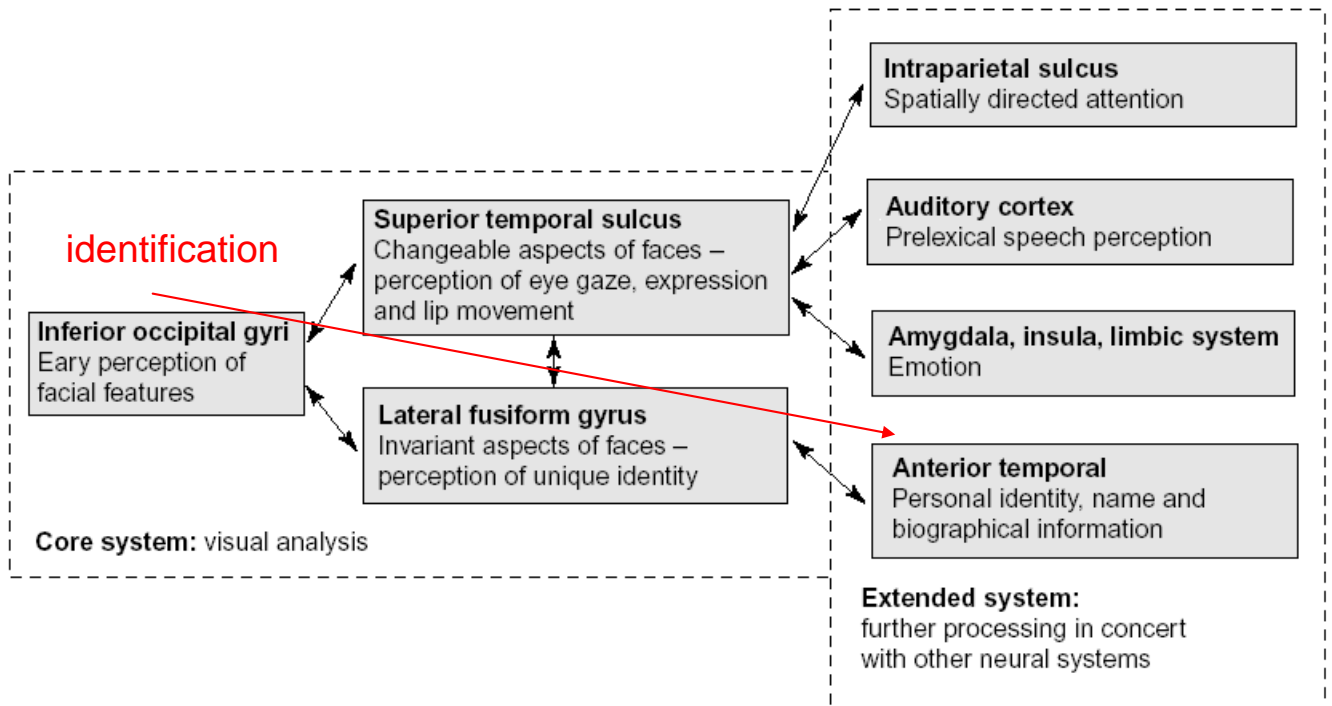 identification
Inferior occipital gyri
Eary perception of
facial features
Superior temporal sulcus
Changeable aspects of faces –
perception of eye gaze, expression
and lip movement
Lateral fusiform gyrus
Invariant aspects of faces –
perception of unique identity
Core system: visual analysis
Intraparietal sulcus
Spatially directed attention
Auditory cortex
Prelexical speech perception
Amygdala, insula, limbic system
Emotion
Anterior temporal
Personal identity, name and
biographical information
Extended system:
further processing in concert
with other neural systems